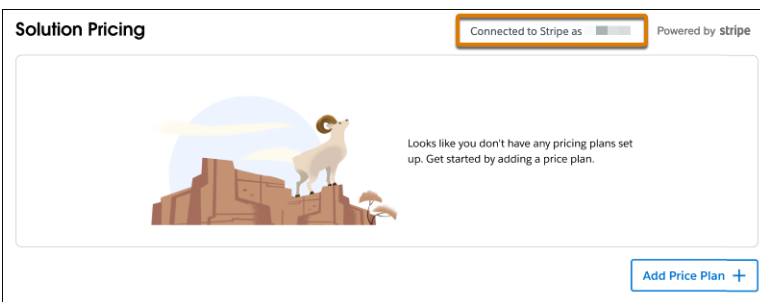 Solution Pricing
Connected to Stripe as
Powered by stripe
Looks like you don't have any pricing plans set
up. Get started by adding a price plan.
Add Price Plan +